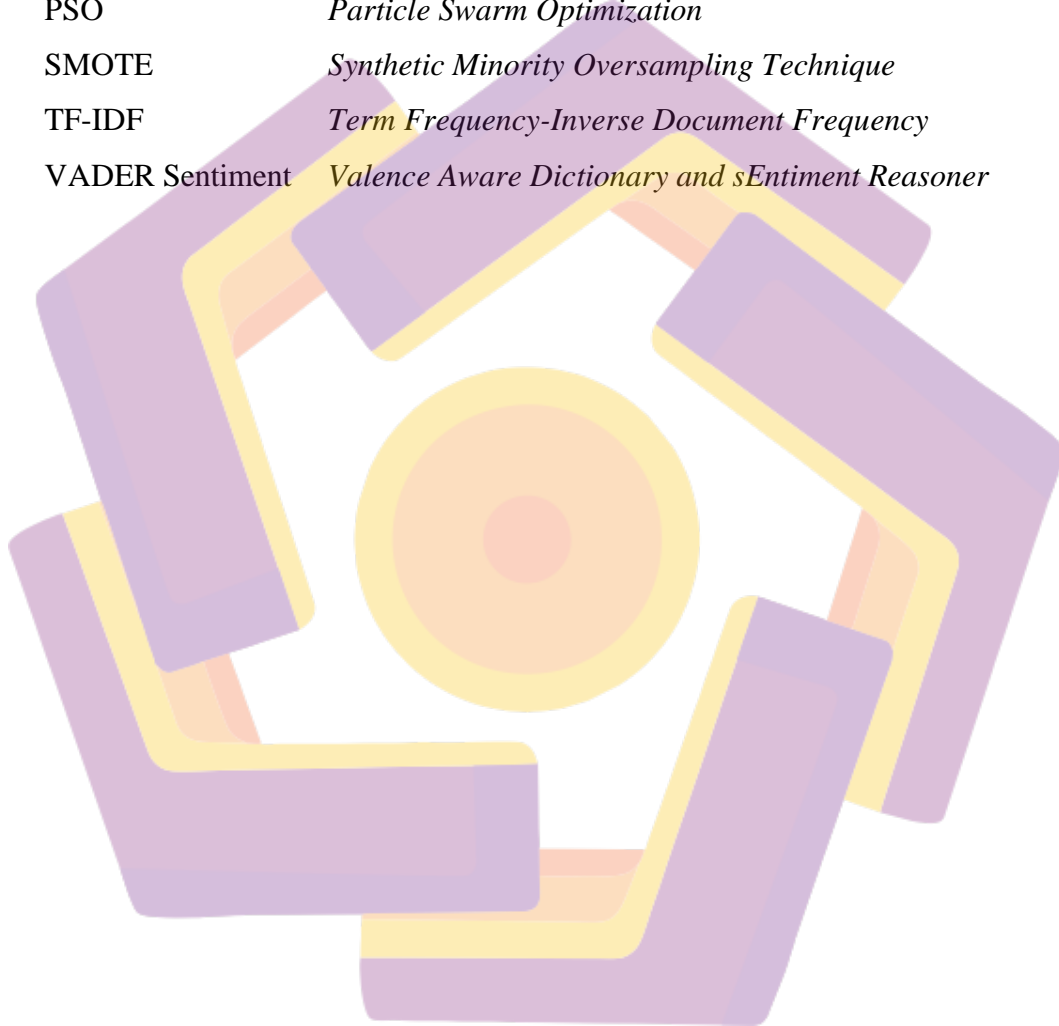 PSO Particle Swarm Optimization
SMOTE Synthetic Minority Oversampling Technique
TF-IDF Term Frequency-Inverse Document Frequency
VADER Sentiment Valence Aware Dictionary and sEntiment Reasoner